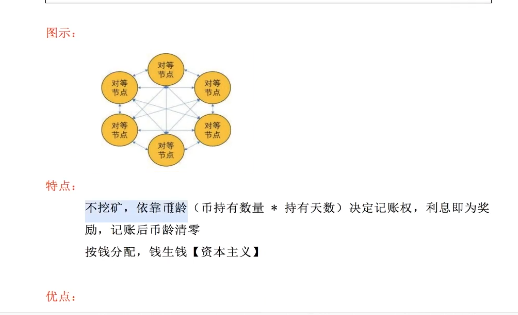 图示：
对等
节点
对等
节点
对等
节点
对等
节点
对等
节点
对等
节点
特点：
不挖矿，依靠币龄（币持有数量 * 持有天数）决定记账权，利息即为奖
励，记账后币龄清零
按钱分配，钱生钱【资本主义】
优点：